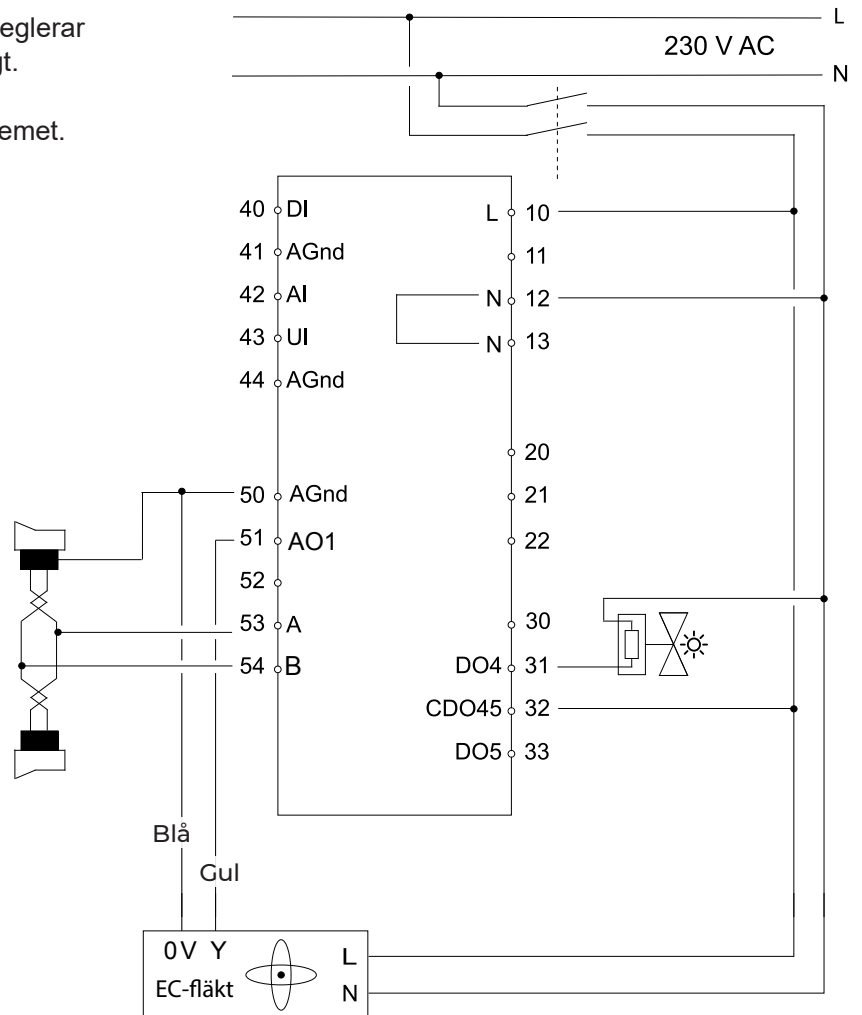 eglerar
gt.
emet.
L
230 V AC
N
40 DI
41 AGnd
42 AI
43 UI
44 AGnd
50 AGnd
51 AO1
52
53 A
54 B
L 10
11
N 12
N 13
20
21
22
30
DO4 31
CDO45 32
DO5 33
Blå
Gul
0V Y
EC-fläkt
L
N